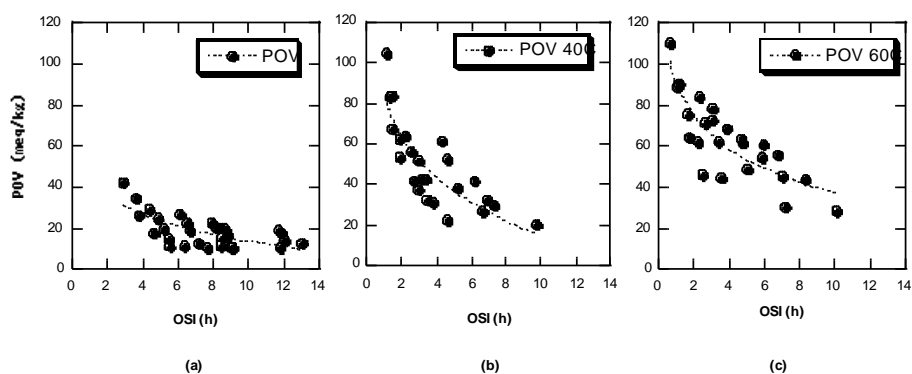 120 120 120
POV POV 40C POV 60C
100 100 100
80 80 80
60 60 60
40 40 40
20 20 20
0 0 0
POV (meq/kg)
0 2 4 6 8 10 12 14 0 2 4 6 8 10 12 14 0 2 4 6 8 10 12 14
OSI (h) OSI (h) OSI (h)
(a) (b) (c)